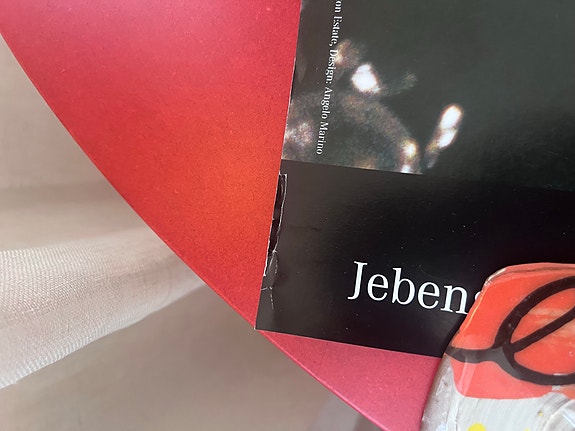 on Estate, Design: Angelo Marino
Jeben